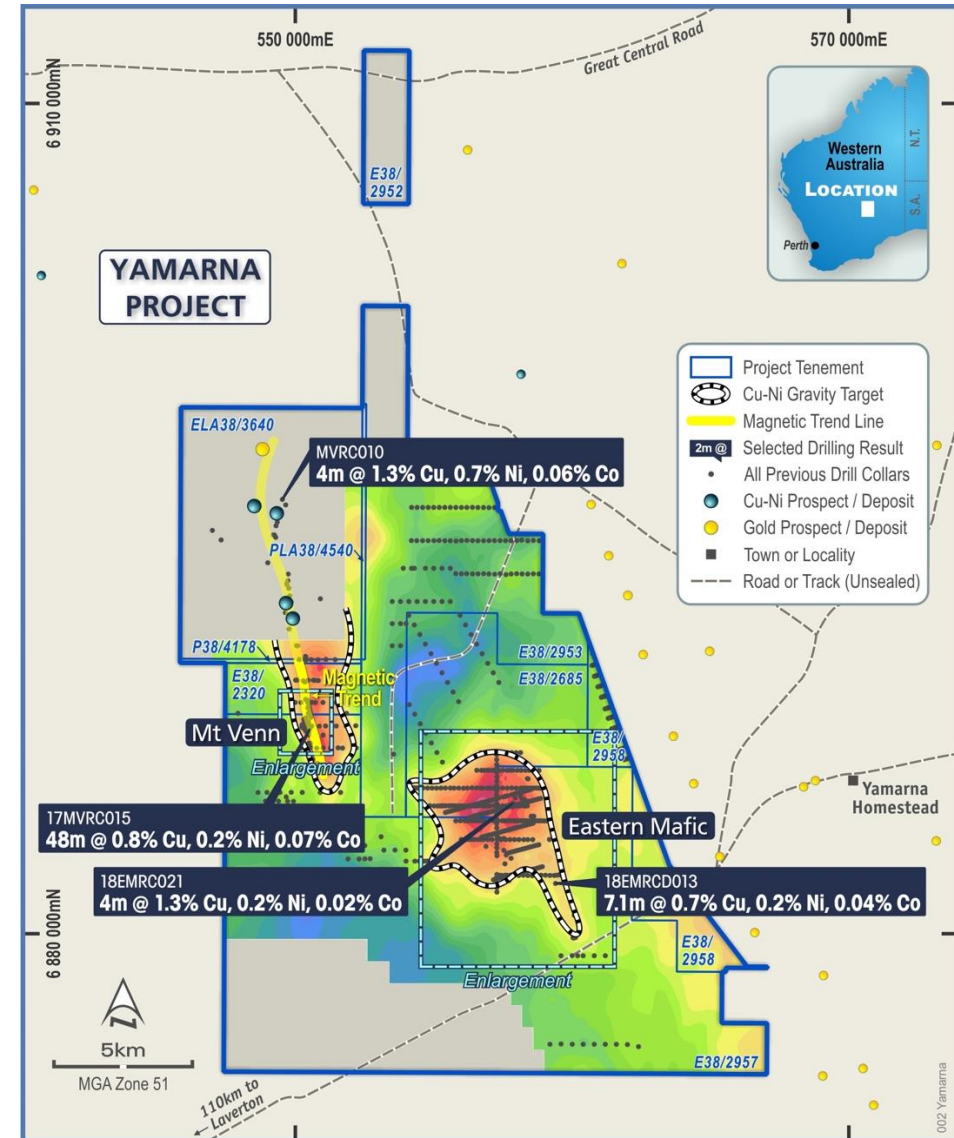 550 000mE
570 000mE
Great Central Road
6 910 000mN
E38/
2952
Western
Australia
N.T.
LOCATION
S.A.
Perth
YAMARNA
PROJECT
Project Tenement
Cu-Ni Gravity Target
Magnetic Trend Line
2m @
Selected Drilling Result
All Previous Drill Collars
Cu-Ni Prospect / Deposit
Gold Prospect / Deposit
Town or Locality
Road or Track (Unsealed)
ELA38/3640
MVRC010
4m @ 1.3% Cu, 0.7% Ni, 0.06% Co
PLA38/4540
P38/4178
E38/
2320
Magnetic
Trend
E38/2953
E38/2685
Mt Venn
Enlargement
E38/
2958
Yamarna
Homestead
17MVRC015
48m @ 0.8% Cu, 0.2% Ni, 0.07% Co
Eastern Mafic
18EMRC021
4m @ 1.3% Cu, 0.2% Ni, 0.02% Co
18EMRCD013
7.1m @ 0.7% Cu, 0.2% Ni, 0.04% Co
6 880 000mN
E38/
2958
Enlargement
N
5km
MGA Zone 51
E38/2957
110km to
Laverton
002 Yamarna